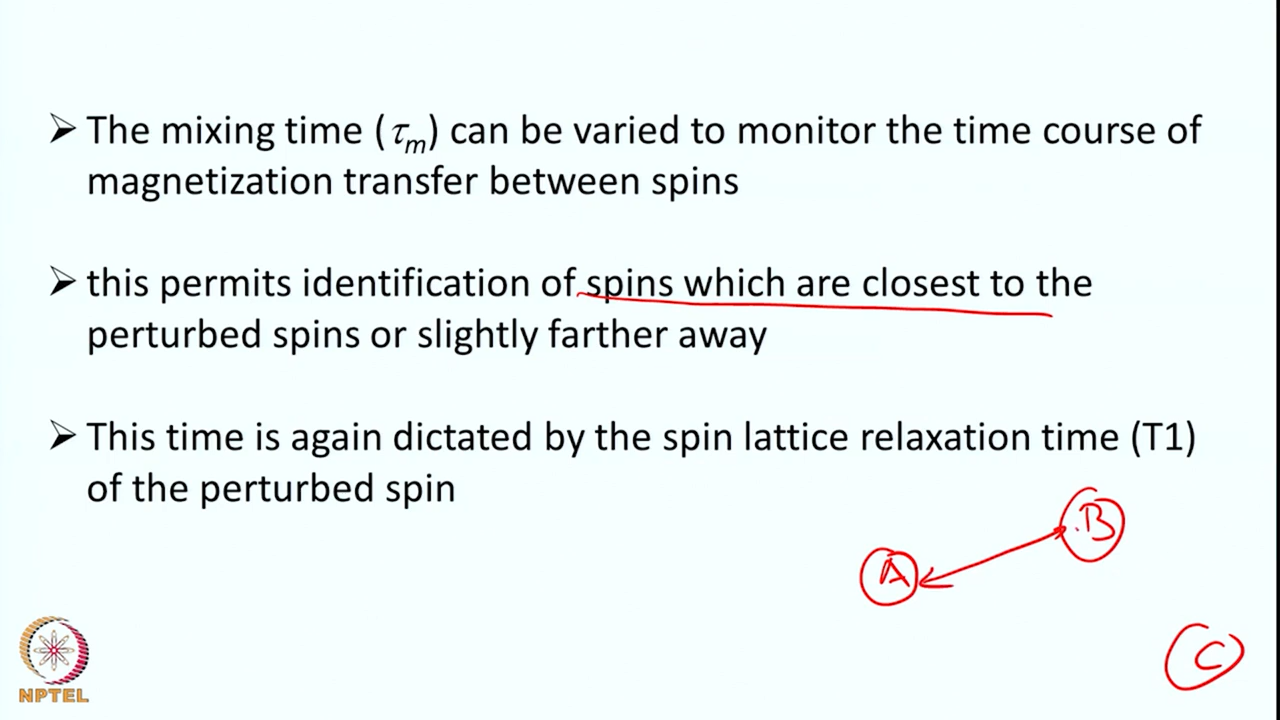 ➢ The mixing time (τm) can be varied to monitor the time course of
magnetization transfer between spins
➢ this permits identification of spins which are closest to the
perturbed spins or slightly farther away
➢ This time is again dictated by the spin lattice relaxation time (T1)
of the perturbed spin
B
A
C
NPTEL